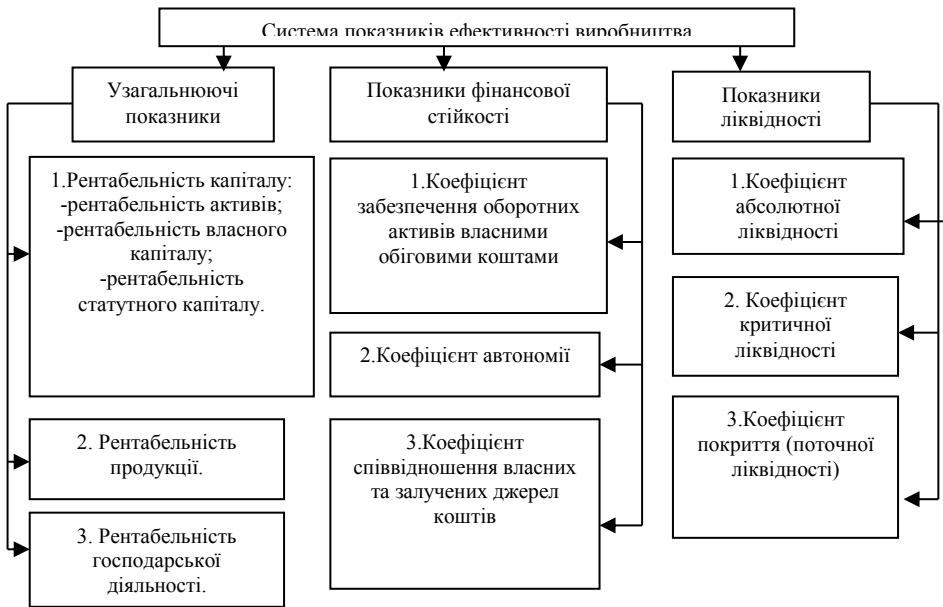 Система показників ефективності виробництва
Узагальнюючі
показники
1.Рентабельність капіталу:
-рентабельність активів;
-рентабельність власного
капіталу;
-рентабельність
статутного капіталу.
2. Рентабельність
продукції.
3. Рентабельність
господарської
діяльності.
Показники фінансової
стійкості
1.Коефіцієнт
забезпечення оборотних
активів власними
обіговими коштами
2.Коефіцієнт автономії
3.Коефіцієнт
співвідношення власних
та залучених джерел
коштів
Показники
ліквідності
1.Коефіцієнт
абсолютної
ліквідності
2. Коефіцієнт
критичної
ліквідності
3.Коефіцієнт
покриття (поточної
ліквідності)